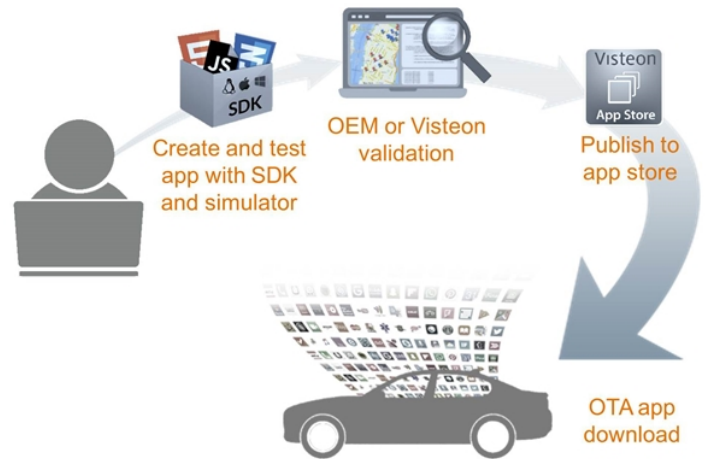 JS
SDK
Create and test
app with SDK
and simulator
OEM or Visteon
validation
Visteon
App Store
Publish to
app store
OTA app
download